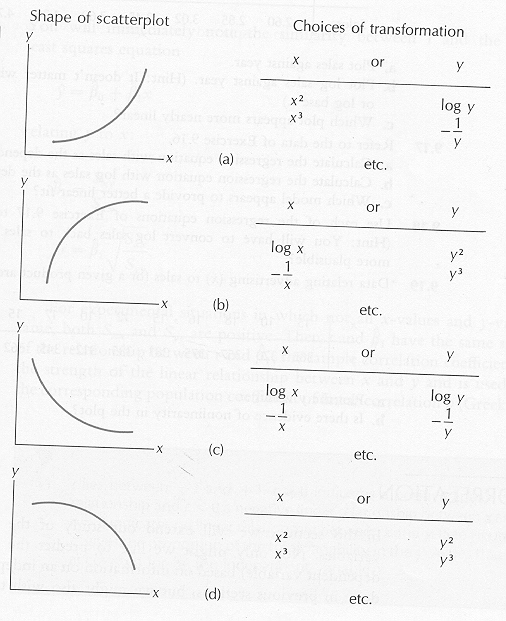 Shape of scatterplot
Choices of transformation
y
x
(a)
x or y
x² log y
x³ -1/y
etc.
y
x
(b)
x or y
log x y²
-1/x y³
etc.
y
x
(c)
x or y
log x log y
-1/x -1/y
etc.
y
x
(d)
x or y
x² y²
x³ y³
etc.